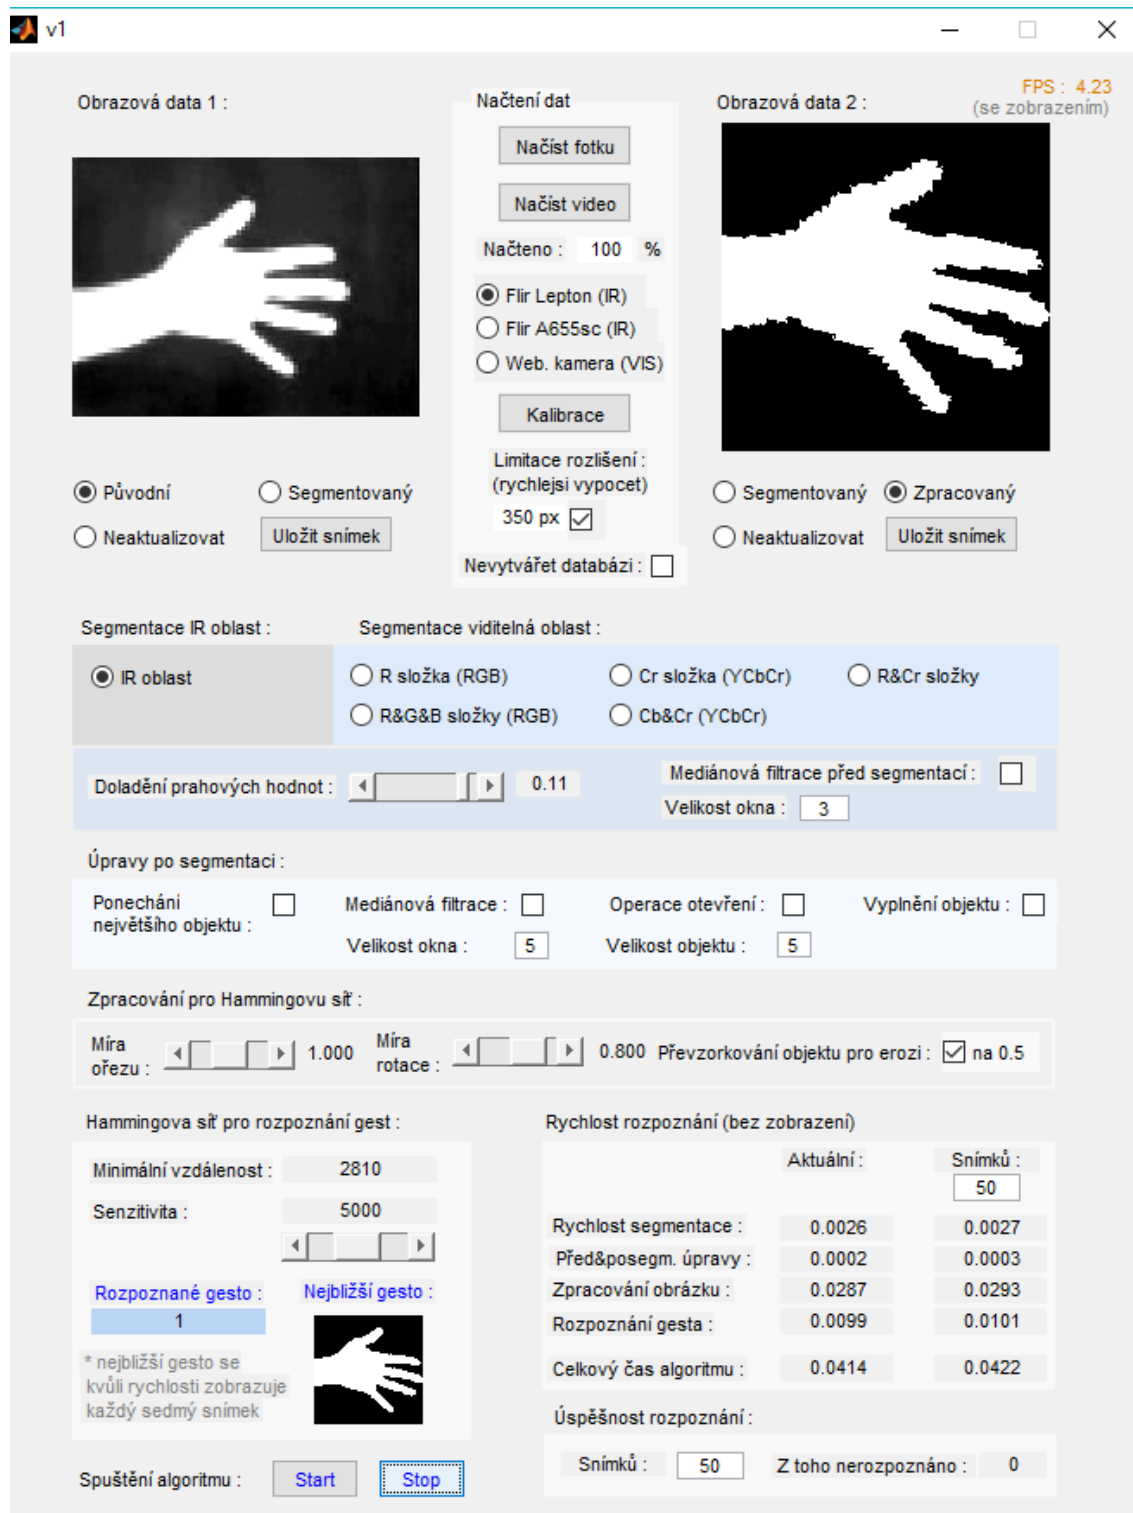 v1
FPS : 4.23
(se zobrazením)
Obrazová data 1 :
Načtení dat
Obrazová data 2 :
Načíst fotku
Načíst video
Načteno : 100 %
Flir Lepton (IR)
Flir A655sc (IR)
Web. kamera (VIS)
Kalibrace
Limitace rozlišení :
(rychlejsi vypocet)
350 px
Nevytvářet databázi :
Původní
Segmentovaný
Neaktualizovat
Uložit snímek
Segmentovaný
Zpracovaný
Neaktualizovat
Uložit snímek
Segmentace IR oblast :
Segmentace viditelná oblast :
IR oblast
R složka (RGB)
Cr složka (YCbCr)
R&Cr složky
R&G&B složky (RGB)
Cb&Cr (YCbCr)
Doladění prahových hodnot :
0.11
Mediánová filtrace před segmentací :
Velikost okna : 3
Úpravy po segmentaci :
Ponechání
největšího objektu :
Mediánová filtrace :
Velikost okna : 5
Operace otevření :
Velikost objektu : 5
Vyplnění objektu :
Zpracování pro Hammingovu síť :
Míra
ořezu :
1.000
Míra
rotace :
0.800
Převzorkování objektu pro erozi :
na 0.5
Hammingova síť pro rozpoznání gest :
Minimální vzdálenost : 2810
Senzitivita : 5000
Rozpoznané gesto :
1
Nejbližší gesto :
* nejbližší gesto se
kvůli rychlosti zobrazuje
každý sedmý snímek
Spuštění algoritmu :
Start
Stop
Rychlost rozpoznání (bez zobrazení)
Aktuální : Snímků :
50
Rychlost segmentace : 0.0026 0.0027
Před&posegm. úpravy : 0.0002 0.0003
Zpracování obrázku : 0.0287 0.0293
Rozpoznání gesta : 0.0099 0.0101
Celkový čas algoritmu : 0.0414 0.0422
Úspěšnost rozpoznání :
Snímků : 50 Z toho nerozpoznáno : 0